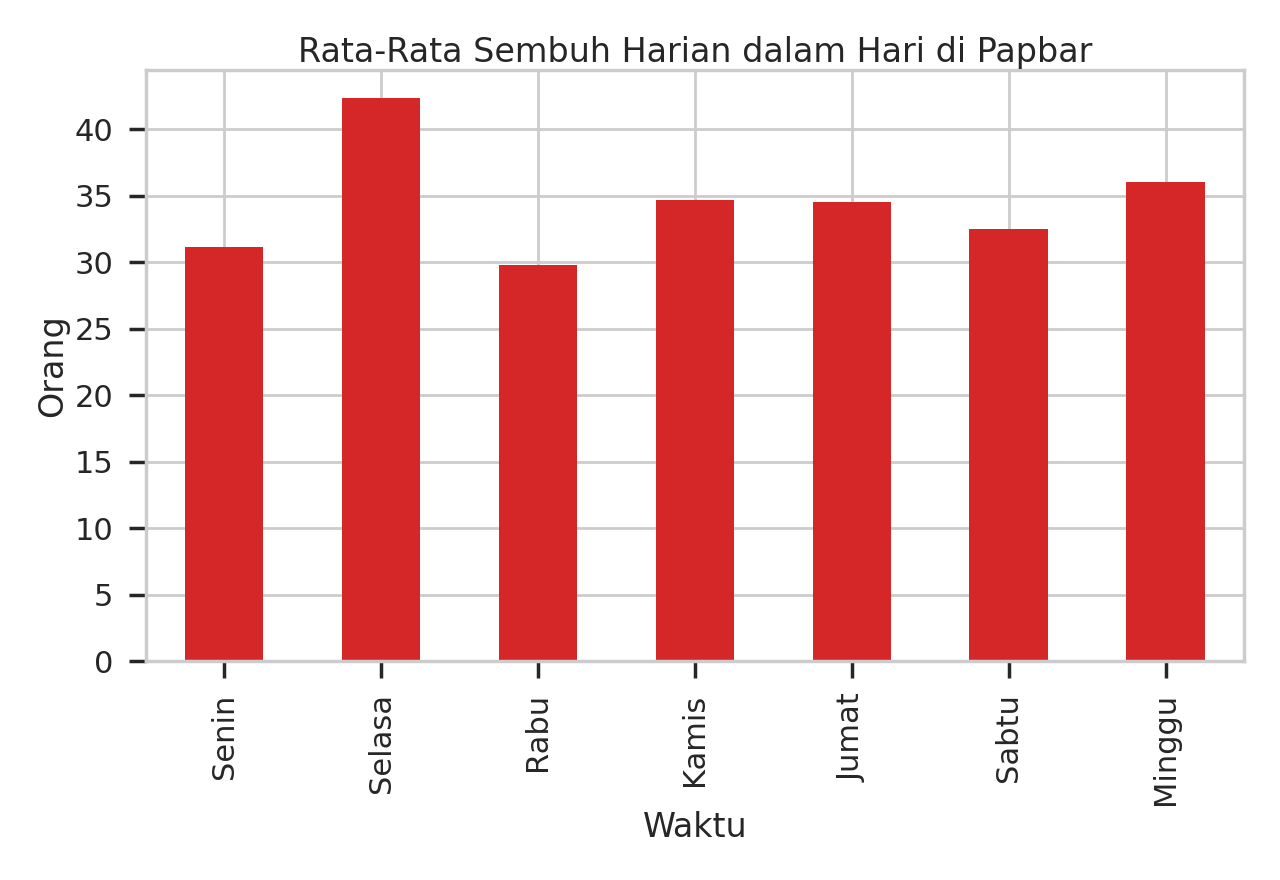 Rata-Rata Sembuh Harian dalam Hari di Papbar
Orang
40
35
30
25
20
15
10
5
0
Senin
Selasa
Rabu
Kamis
Jumat
Sabtu
Minggu
Waktu